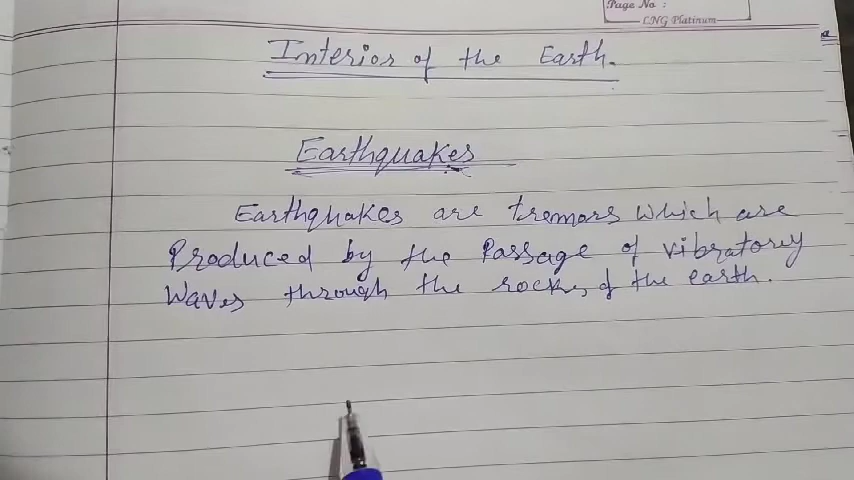 Page No :
LNG Platinum
Interior of the Earth.
Earthquakes
Earthquakes are tremors which are
Produced by the Passage of vibratory
Waves through the rocks of the earth.